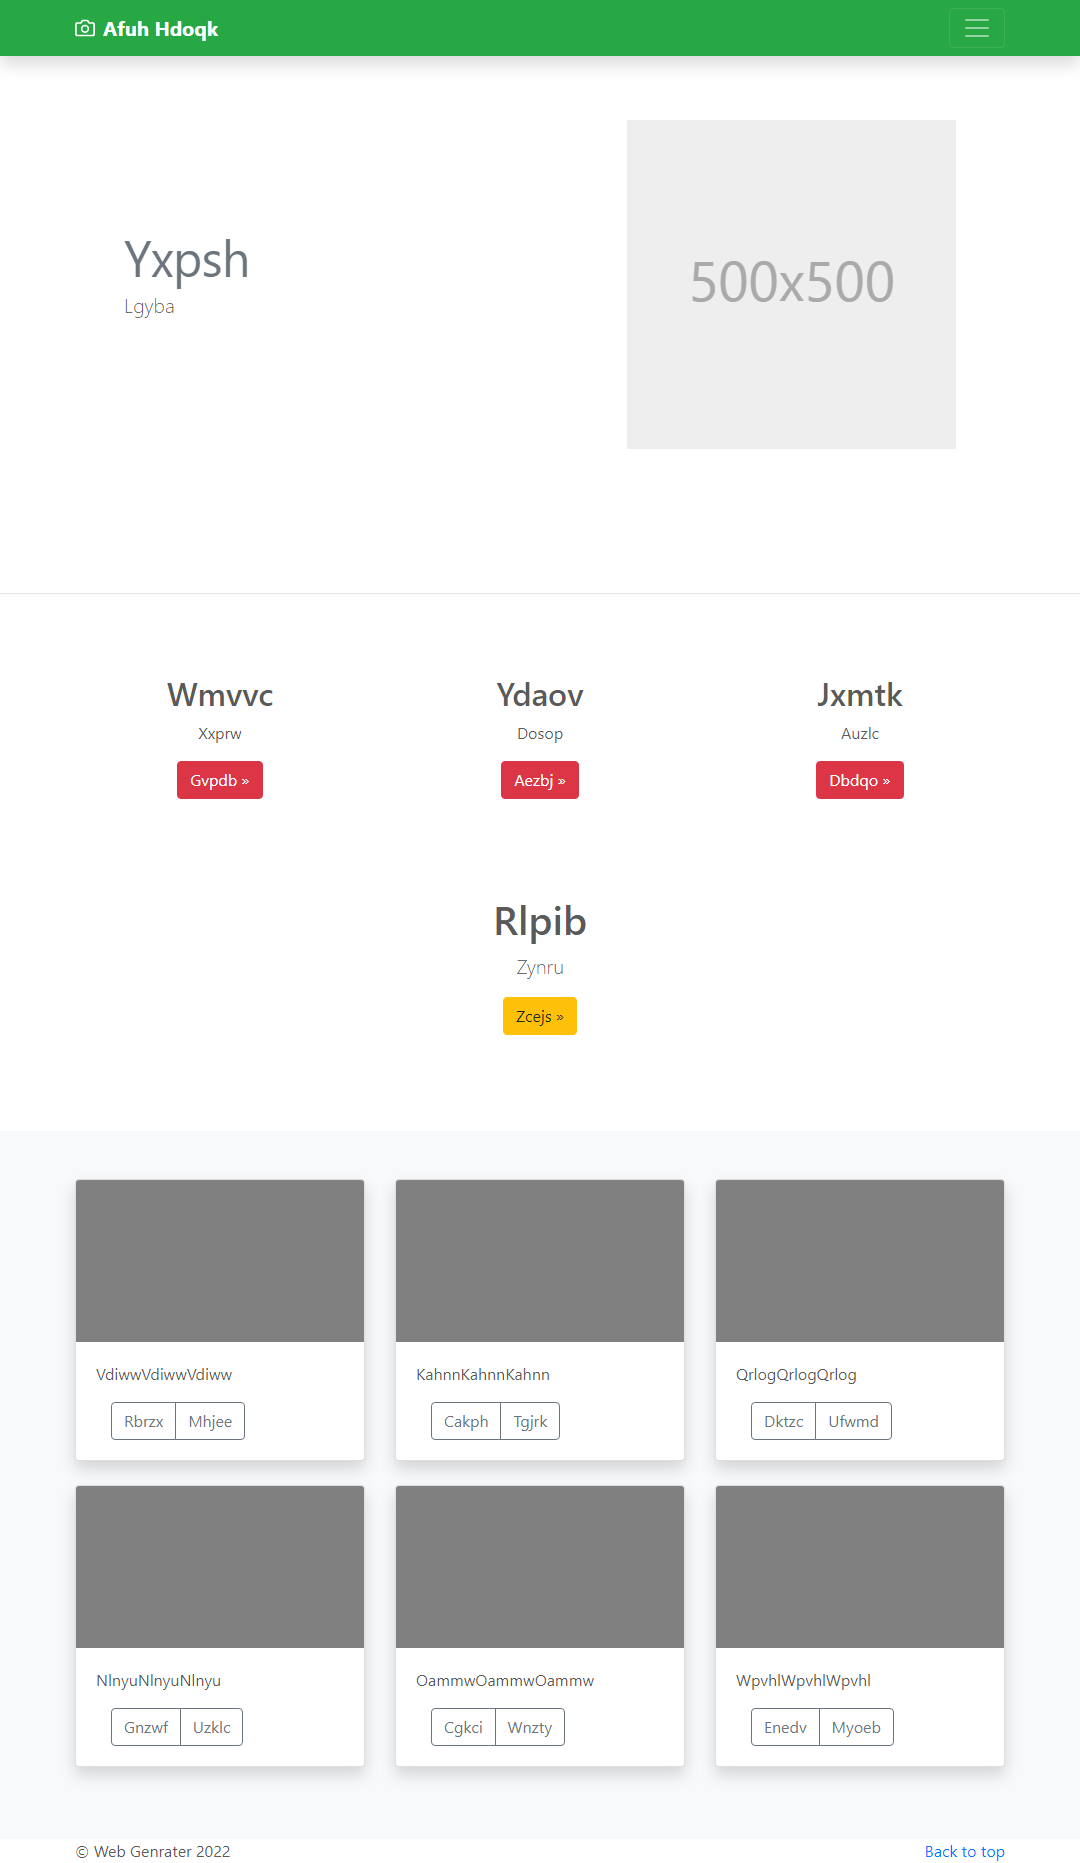 Afuh Hdoqk
Yxpsh
Lgyba
500x500
Wmvvc
Xxprw
Gvpdb »
Ydaov
Dosop
Aezbj »
Jxmtk
Auzlc
Dbdqo »
Rlpib
Zynru
Zcejs »
VdiwwVdiwwVdiww
Rbrzx Mhjee
KahnnKahnnKahnn
Cakph Tgjrk
QrlogQrlogQrlog
Dktzc Ufwmd
NlnyuNlnyuNlnyu
Gnzwf Uzklc
OammwOammwOammw
Cgkci Wnzty
WpvhlWpvhlWpvhl
Enedv Myoeb
© Web Genrater 2022
Back to top